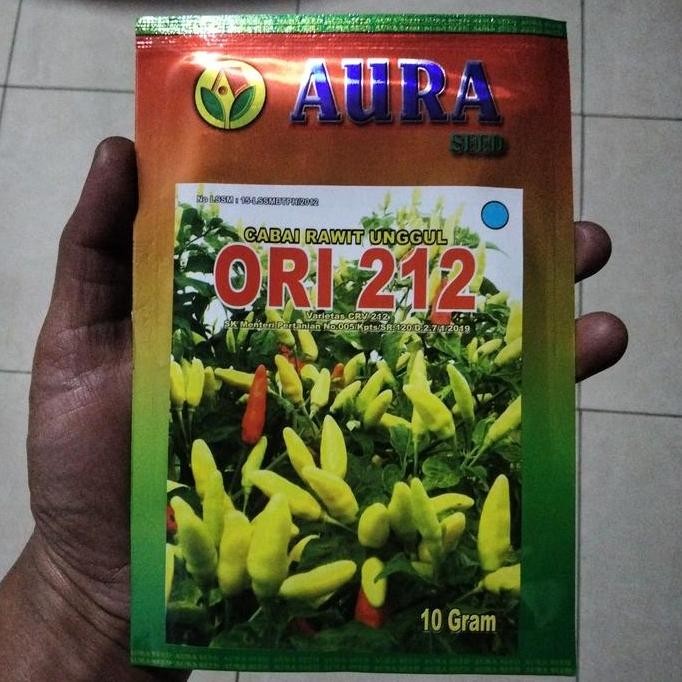 AURA
SEED
No LSSM : 15-LSSMBTPH/2012
CABAI RAWIT UNGGUL
ORI 212
Varietas CRV 212
SK Menteri Pertanian No.005/Kpts/SR.120/D.2.7/1/2019
10 Gram